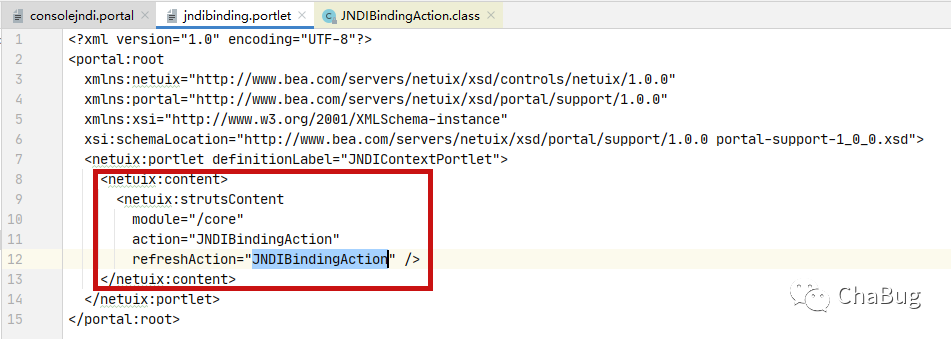 consolejndi.portal × jndibinding.portlet × JNDIBindingAction.class ×
1 <?xml version="1.0" encoding="UTF-8"?>
2 <portal:root
3 xmlns:netuix="http://www.bea.com/servers/netuix/xsd/controls/netuix/1.0.0"
4 xmlns:portal="http://www.bea.com/servers/netuix/xsd/portal/support/1.0.0"
5 xmlns:xsi="http://www.w3.org/2001/XMLSchema-instance"
6 xsi:schemaLocation="http://www.bea.com/servers/netuix/xsd/portal/support/1.0.0 portal-support-1_0_0.xsd">
7 <netuix:portlet definitionLabel="JNDIContextPortlet">
8 <netuix:content>
9 <netuix:strutsContent
10 module="/core"
11 action="JNDIBindingAction"
12 refreshAction="JNDIBindingAction" />
13 </netuix:content>
14 </netuix:portlet>
15 </portal:root>
ChaBug